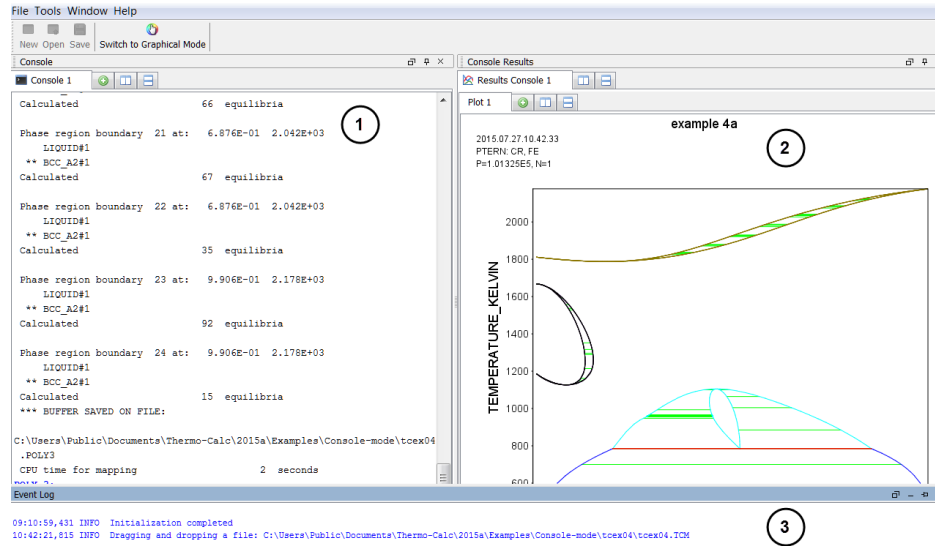 File Tools Window Help
New Open Save Switch to Graphical Mode
Console
Console 1
Calculated 66 equilibria
1
Phase region boundary 21 at: 6.876E-01 2.042E+03
LIQUID#1
** BCC_A2#1
Calculated 67 equilibria
Phase region boundary 22 at: 6.876E-01 2.042E+03
LIQUID#1
** BCC_A2#1
Calculated 35 equilibria
Phase region boundary 23 at: 9.906E-01 2.178E+03
LIQUID#1
** BCC_A2#1
Calculated 92 equilibria
Phase region boundary 24 at: 9.906E-01 2.178E+03
LIQUID#1
** BCC_A2#1
Calculated 15 equilibria
*** BUFFER SAVED ON FILE:
C:\Users\Public\Documents\Thermo-Calc\2015a\Examples\Console-mode\tcex04
.POLY3
CPU time for mapping 2 seconds
Console Results
Results Console 1
Plot 1
example 4a
2015.07.27.10.42.33
PTERN: CR, FE
P=1.01325E5, N=1
2
TEMPERATURE_KELVIN
2000
1800
1600
1400
1200
1000
800
600
Event Log
09:10:59,431 INFO Initialization completed
10:42:21,815 INFO Dragging and dropping a file: C:\Users\Public\Documents\Thermo-Calc\2015a\Examples\Console-mode\tcex04\tcex04.TCM
3